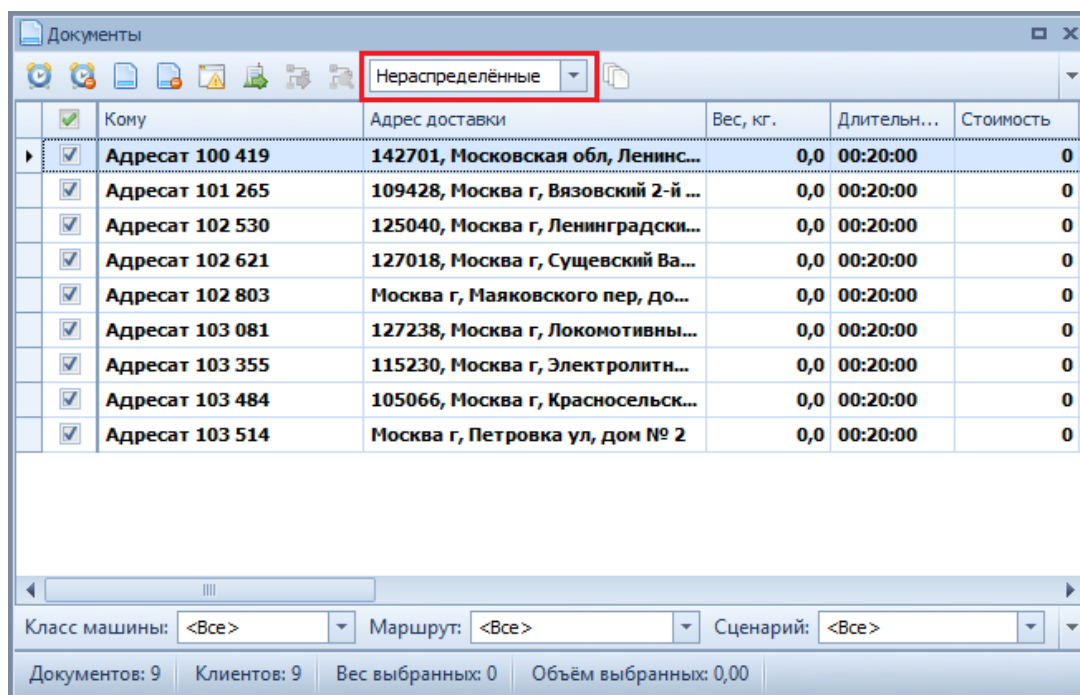 Документы
Нераспределённые
Кому Адрес доставки Вес, кг. Длительн... Стоимость
Адресат 100 419 142701, Московская обл, Ленинс... 0,0 00:20:00 0
Адресат 101 265 109428, Москва г, Вязовский 2-й ... 0,0 00:20:00 0
Адресат 102 530 125040, Москва г, Ленинградски... 0,0 00:20:00 0
Адресат 102 621 127018, Москва г, Сущевский Ва... 0,0 00:20:00 0
Адресат 102 803 Москва г, Маяковского пер, до... 0,0 00:20:00 0
Адресат 103 081 127238, Москва г, Локомотивны... 0,0 00:20:00 0
Адресат 103 355 115230, Москва г, Электролитн... 0,0 00:20:00 0
Адресат 103 484 105066, Москва г, Красносельск... 0,0 00:20:00 0
Адресат 103 514 Москва г, Петровка ул, дом № 2 0,0 00:20:00 0
Класс машины: <Все> Маршрут: <Все> Сценарий: <Все>
Документов: 9 Клиентов: 9 Вес выбранных: 0 Объём выбранных: 0,00